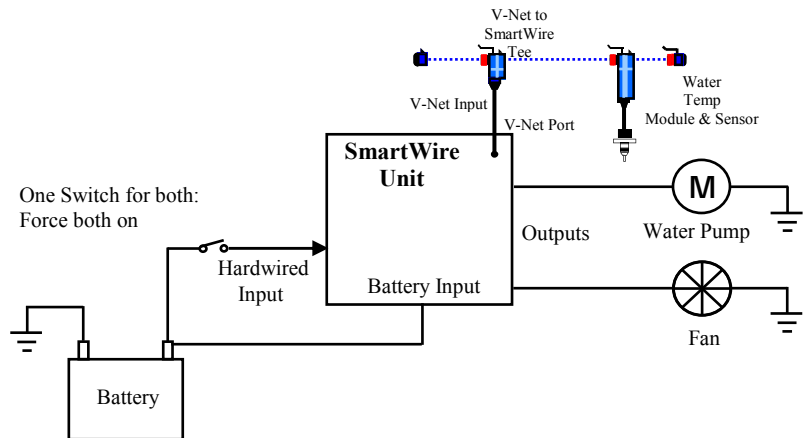 V-Net to
SmartWire
Tee
V-Net Input
Water
Temp
Module & Sensor
V-Net Port
SmartWire
Unit
One Switch for both:
Force both on
M
Hardwired
Input
Outputs
Water Pump
Battery Input
Fan
Battery